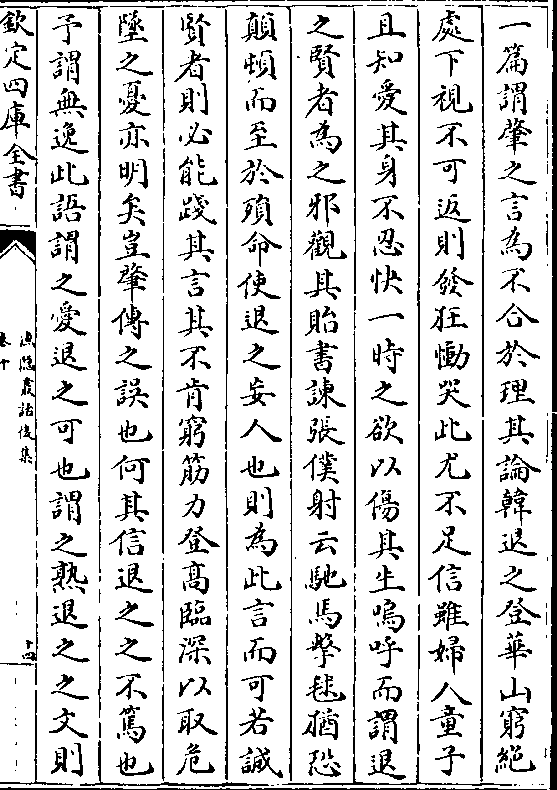 一篇謂肇之言為不合於理其論韓退之登華山窮絶
處下視不可返則發狂慟哭此尤不足信雖婦人童子
且知愛其身不忍快一時之欲以傷其生嗚呼而謂退
之賢者為之邪觀其貽書諫張僕射云馳馬擊毬猶恐
顛頓而至於殞命使退之妄人也則為此言而可若誠
賢者則必能踐其言其不肯窮筋力登高臨深以取危
墜之憂亦明矣豈肇傳之誤也何其信退之之不篤也
予謂無逸此語謂之愛退之可也謂之熟退之之文則
欽定四庫全書
漁隱叢話後集
卷十
十四